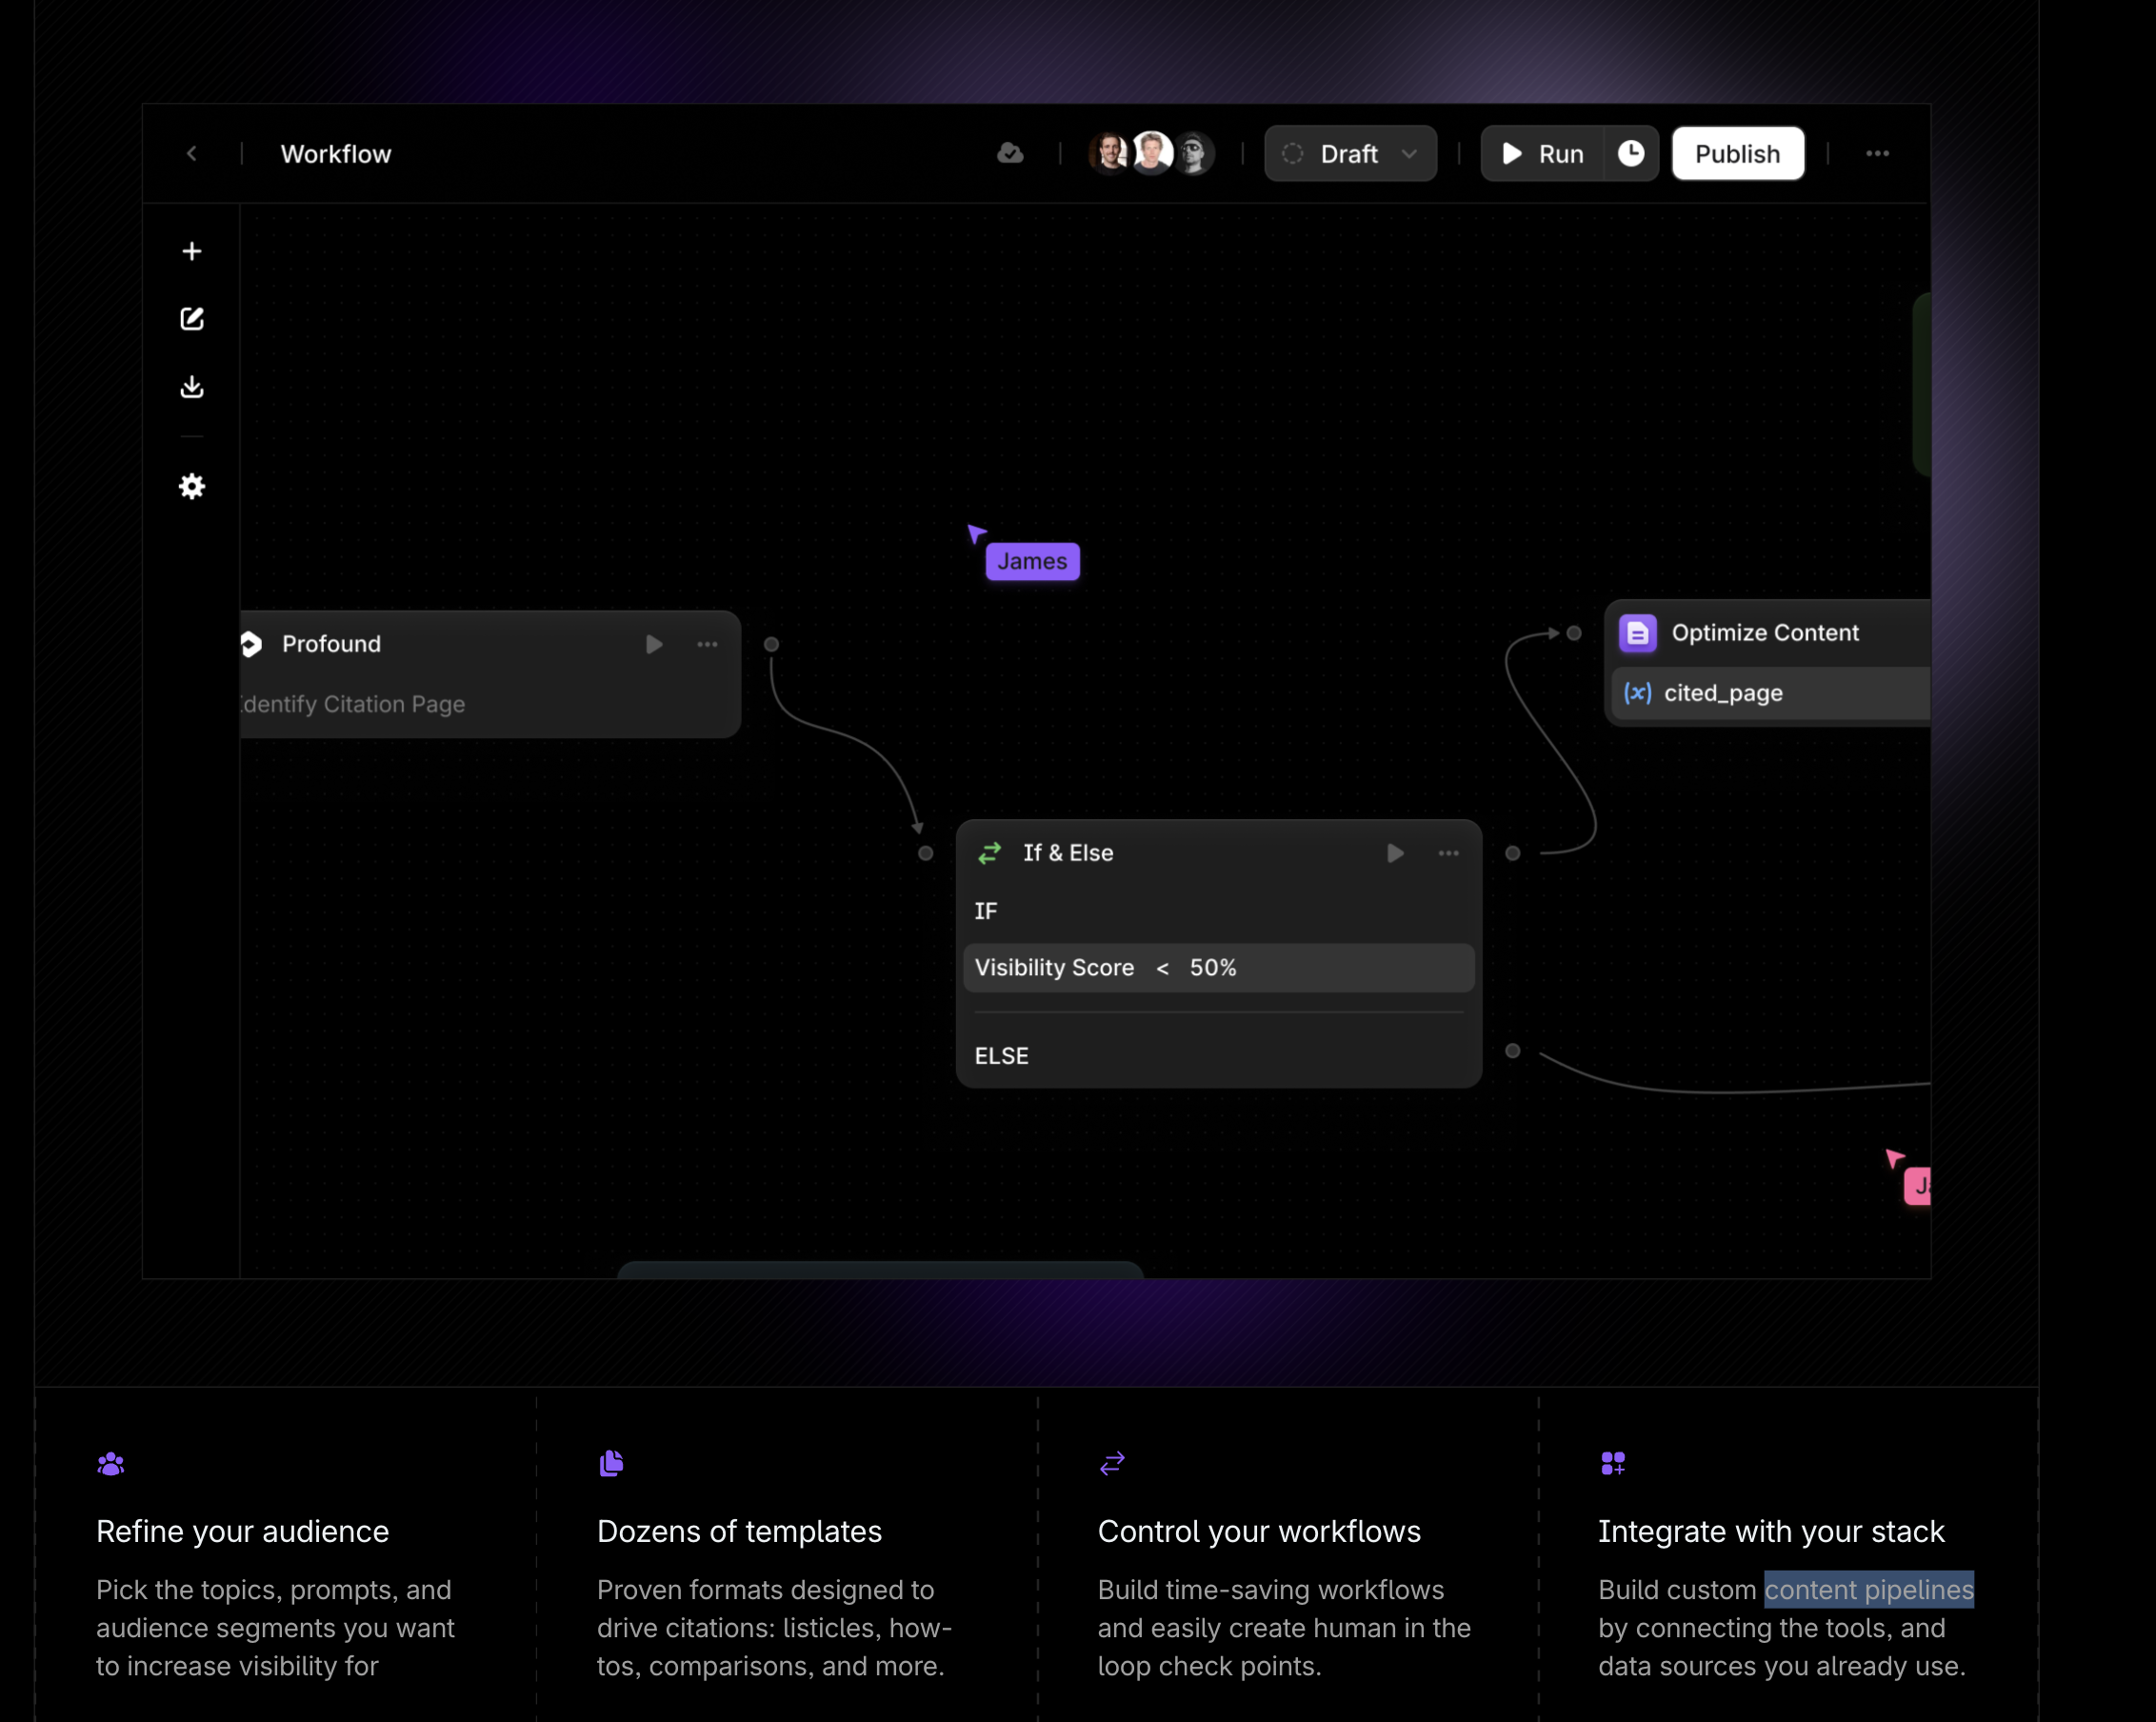 Workflow
Draft
Run
Publish
James
Profound
Identify Citation Page
Optimize Content
(x) cited_page
If & Else
IF
Visibility Score < 50%
ELSE
Refine your audience
Pick the topics, prompts, and
audience segments you want
to increase visibility for
Dozens of templates
Proven formats designed to
drive citations: listicles, how-
tos, comparisons, and more.
Control your workflows
Build time-saving workflows
and easily create human in the
loop check points.
Integrate with your stack
Build custom content pipelines
by connecting the tools, and
data sources you already use.